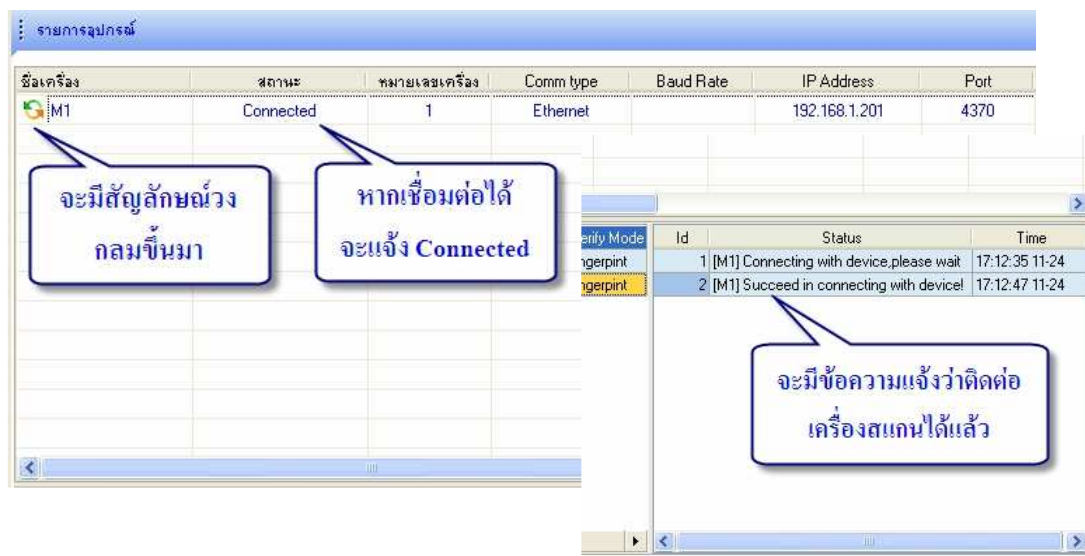 รายการอุปกรณ์
ชื่อเครื่อง สถานะ หมายเลขเครื่อง Comm type Baud Rate IP Address Port
M1 Connected 1 Ethernet 192.168.1.201 4370
จะมีสัญลักษณ์วง
กลมขึ้นมา
หากเชื่อมต่อได้
จะแจ้ง Connected
erify Mode Id Status Time
ngerpint 1 [M1] Connecting with device,please wait 17:12:35 11-24
ngerpint 2 [M1] Succeed in connecting with device! 17:12:47 11-24
จะมีข้อความแจ้งว่าติดต่อ
เครื่องสแกนได้แล้ว